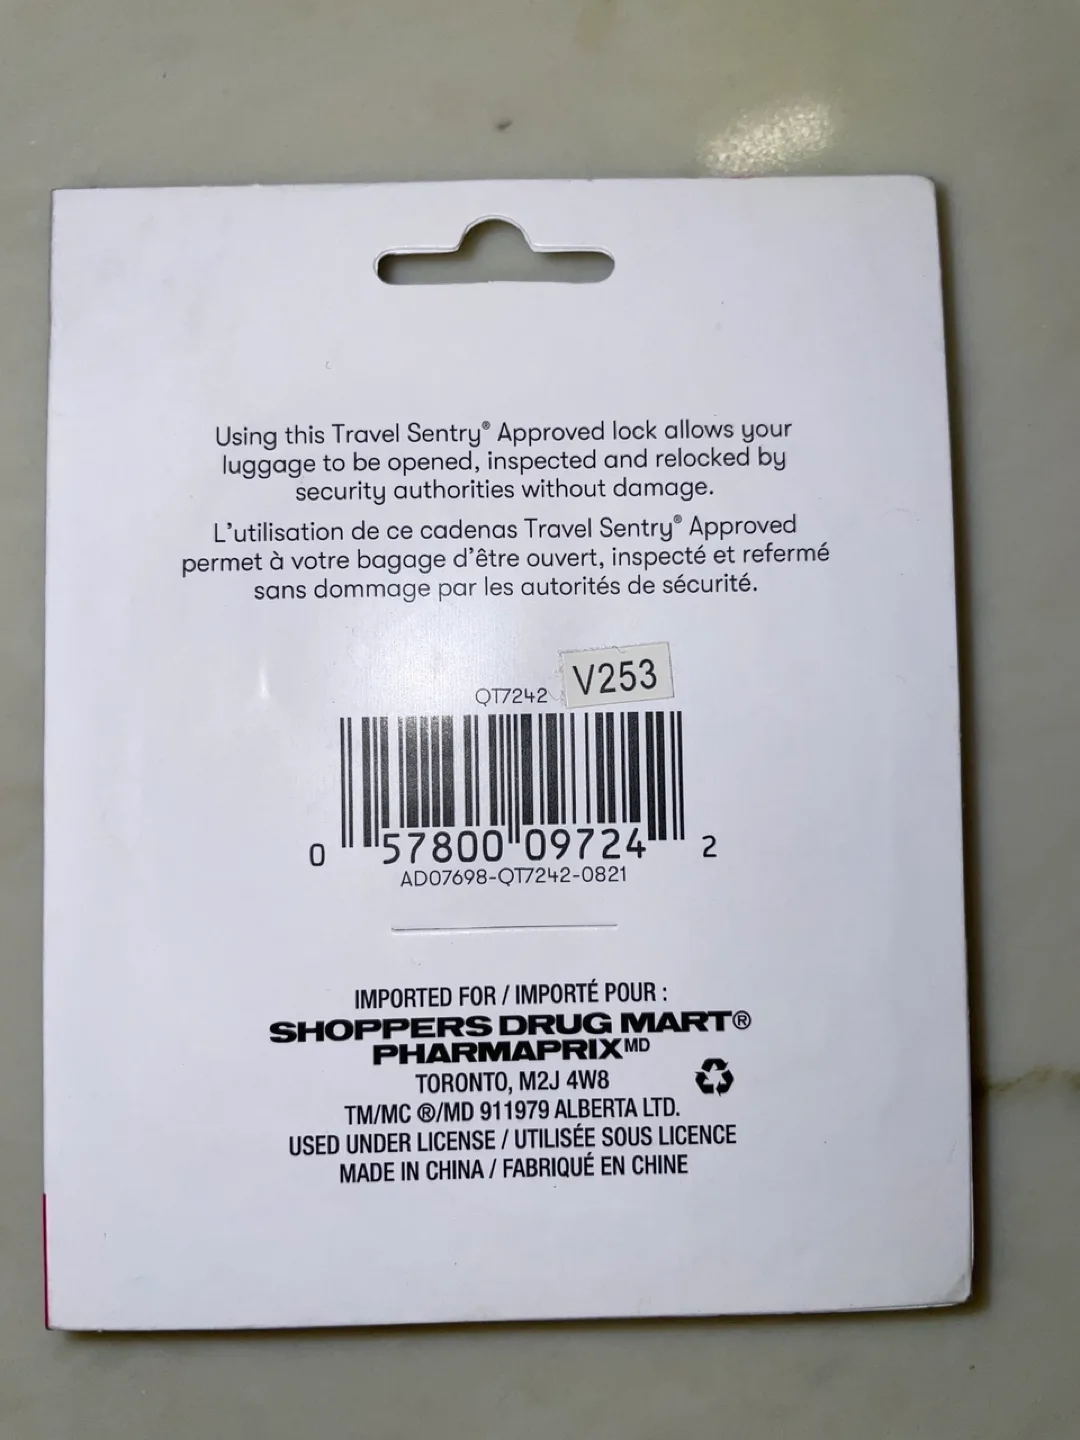 Using this Travel Sentry® Approved lock allows your
luggage to be opened, inspected and relocked by
security authorities without damage.
L'utilisation de ce cadenas Travel Sentry® Approved
permet à votre bagage d'être ouvert, inspecté et refermé
sans dommage par les autorités de sécurité.
QT7242 V253
0 57800 09724 2
AD07698-QT7242-0821
IMPORTED FOR / IMPORTÉ POUR :
SHOPPERS DRUG MART®
PHARMAPRIX MD
TORONTO, M2J 4W8
TM/MC ®/MD 911979 ALBERTA LTD.
USED UNDER LICENSE / UTILISÉE SOUS LICENCE
MADE IN CHINA / FABRIQUÉ EN CHINE